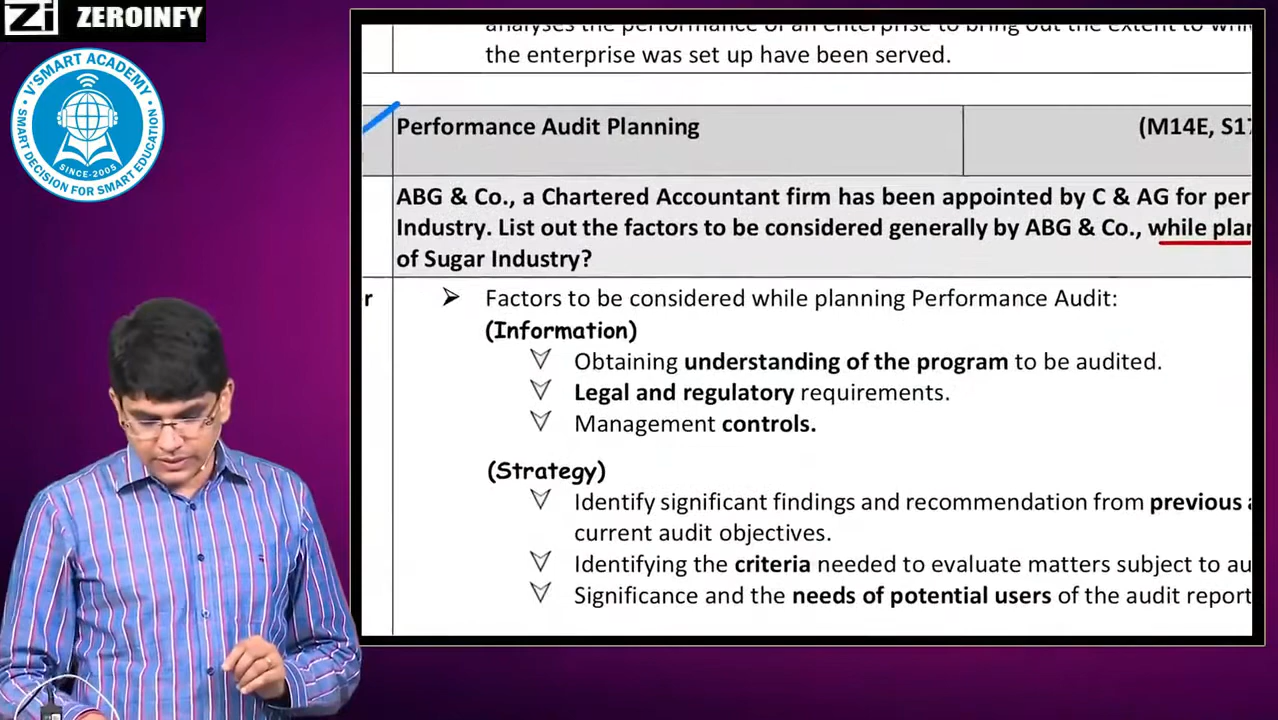 Zi ZEROINFY
V'SMART ACADEMY
SINCE-2005
SMART DECISION FOR SMART EDUCATION
the enterprise was set up have been served.
Performance Audit Planning (M14E, S17
ABG & Co., a Chartered Accountant firm has been appointed by C & AG for per
Industry. List out the factors to be considered generally by ABG & Co., while plan
of Sugar Industry?
r
➢ Factors to be considered while planning Performance Audit:
(Information)
Obtaining understanding of the program to be audited.
Legal and regulatory requirements.
Management controls.
(Strategy)
Identify significant findings and recommendation from previous a
current audit objectives.
Identifying the criteria needed to evaluate matters subject to au
Significance and the needs of potential users of the audit report